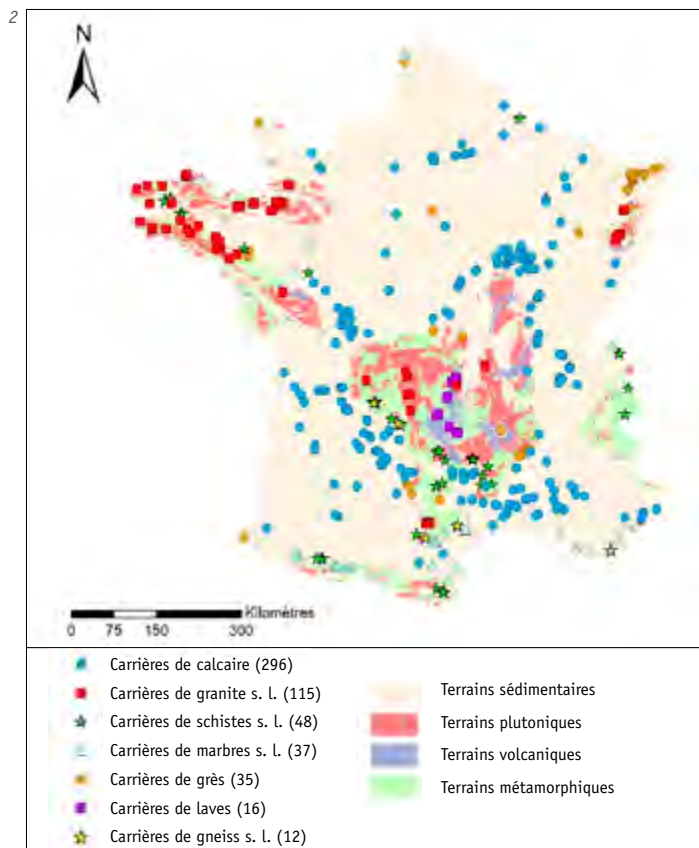 2
N
Kilomètres
0 75 150 300
Carrières de calcaire (296)
Carrières de granite s. l. (115)
Carrières de schistes s. l. (48)
Carrières de marbres s. l. (37)
Carrières de grès (35)
Carrières de laves (16)
Carrières de gneiss s. l. (12)
Terrains sédimentaires
Terrains plutoniques
Terrains volcaniques
Terrains métamorphiques